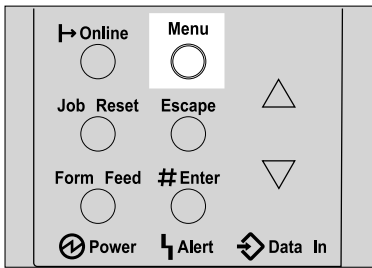 Online Menu
Job Reset Escape
Form Feed #Enter
Power Alert Data In